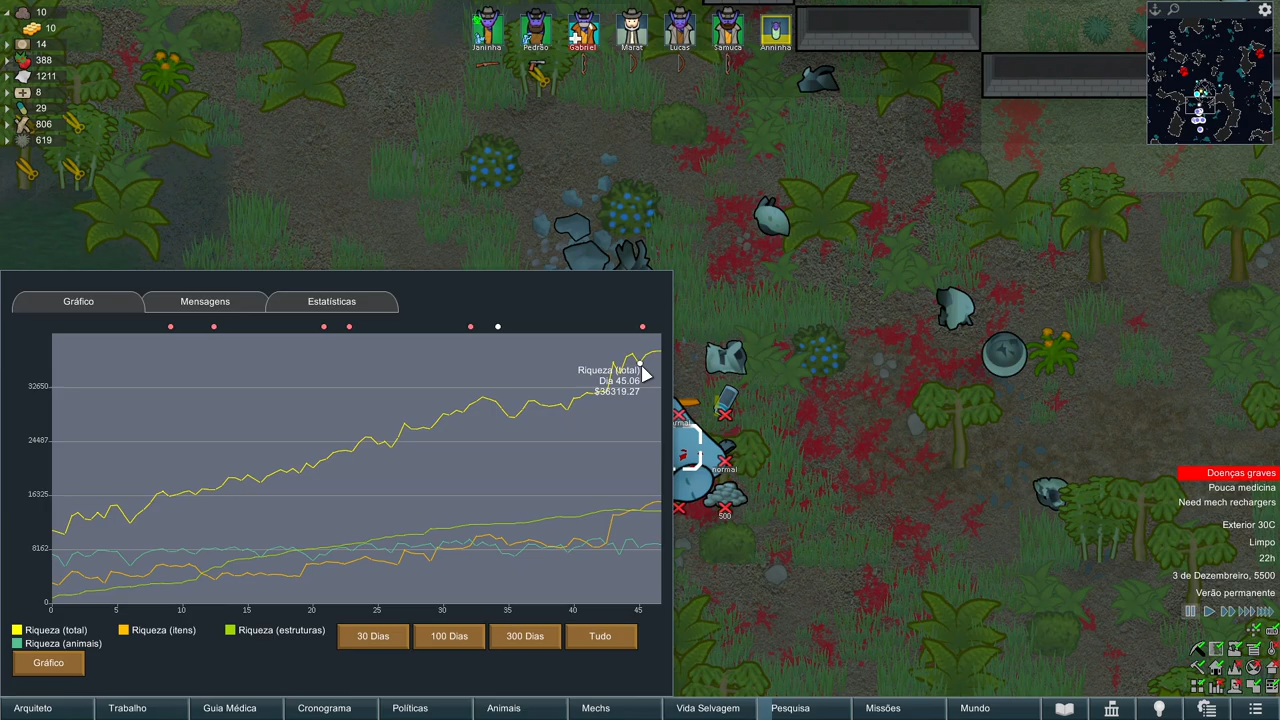 10
10
14
388
1211
8
29
806
619
Janinha
Pedrão
Gabriel
Marat
Lucas
Samuca
Anninha
Gráfico
Mensagens
Estatísticas
32650
24487
16325
8162
0
Riqueza (total)
Dia 45.06
$36319.27
0 5 10 15 20 25 30 35 40 45
Riqueza (total)
Riqueza (itens)
Riqueza (estruturas)
Riqueza (animais)
30 Dias
100 Dias
300 Dias
Tudo
Gráfico
normal
500
Doenças graves
Pouca medicina
Need mech rechargers
Exterior 30C
Limpo
22h
3 de Dezembreiro, 5500
Verão permanente
Arquiteto
Trabalho
Guia Médica
Cronograma
Políticas
Animais
Mechs
Vida Selvagem
Pesquisa
Missões
Mundo